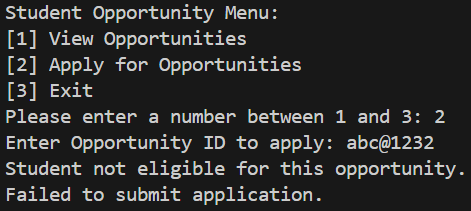 Student Opportunity Menu:
[1] View Opportunities
[2] Apply for Opportunities
[3] Exit
Please enter a number between 1 and 3: 2
Enter Opportunity ID to apply: abc@1232
Student not eligible for this opportunity.
Failed to submit application.